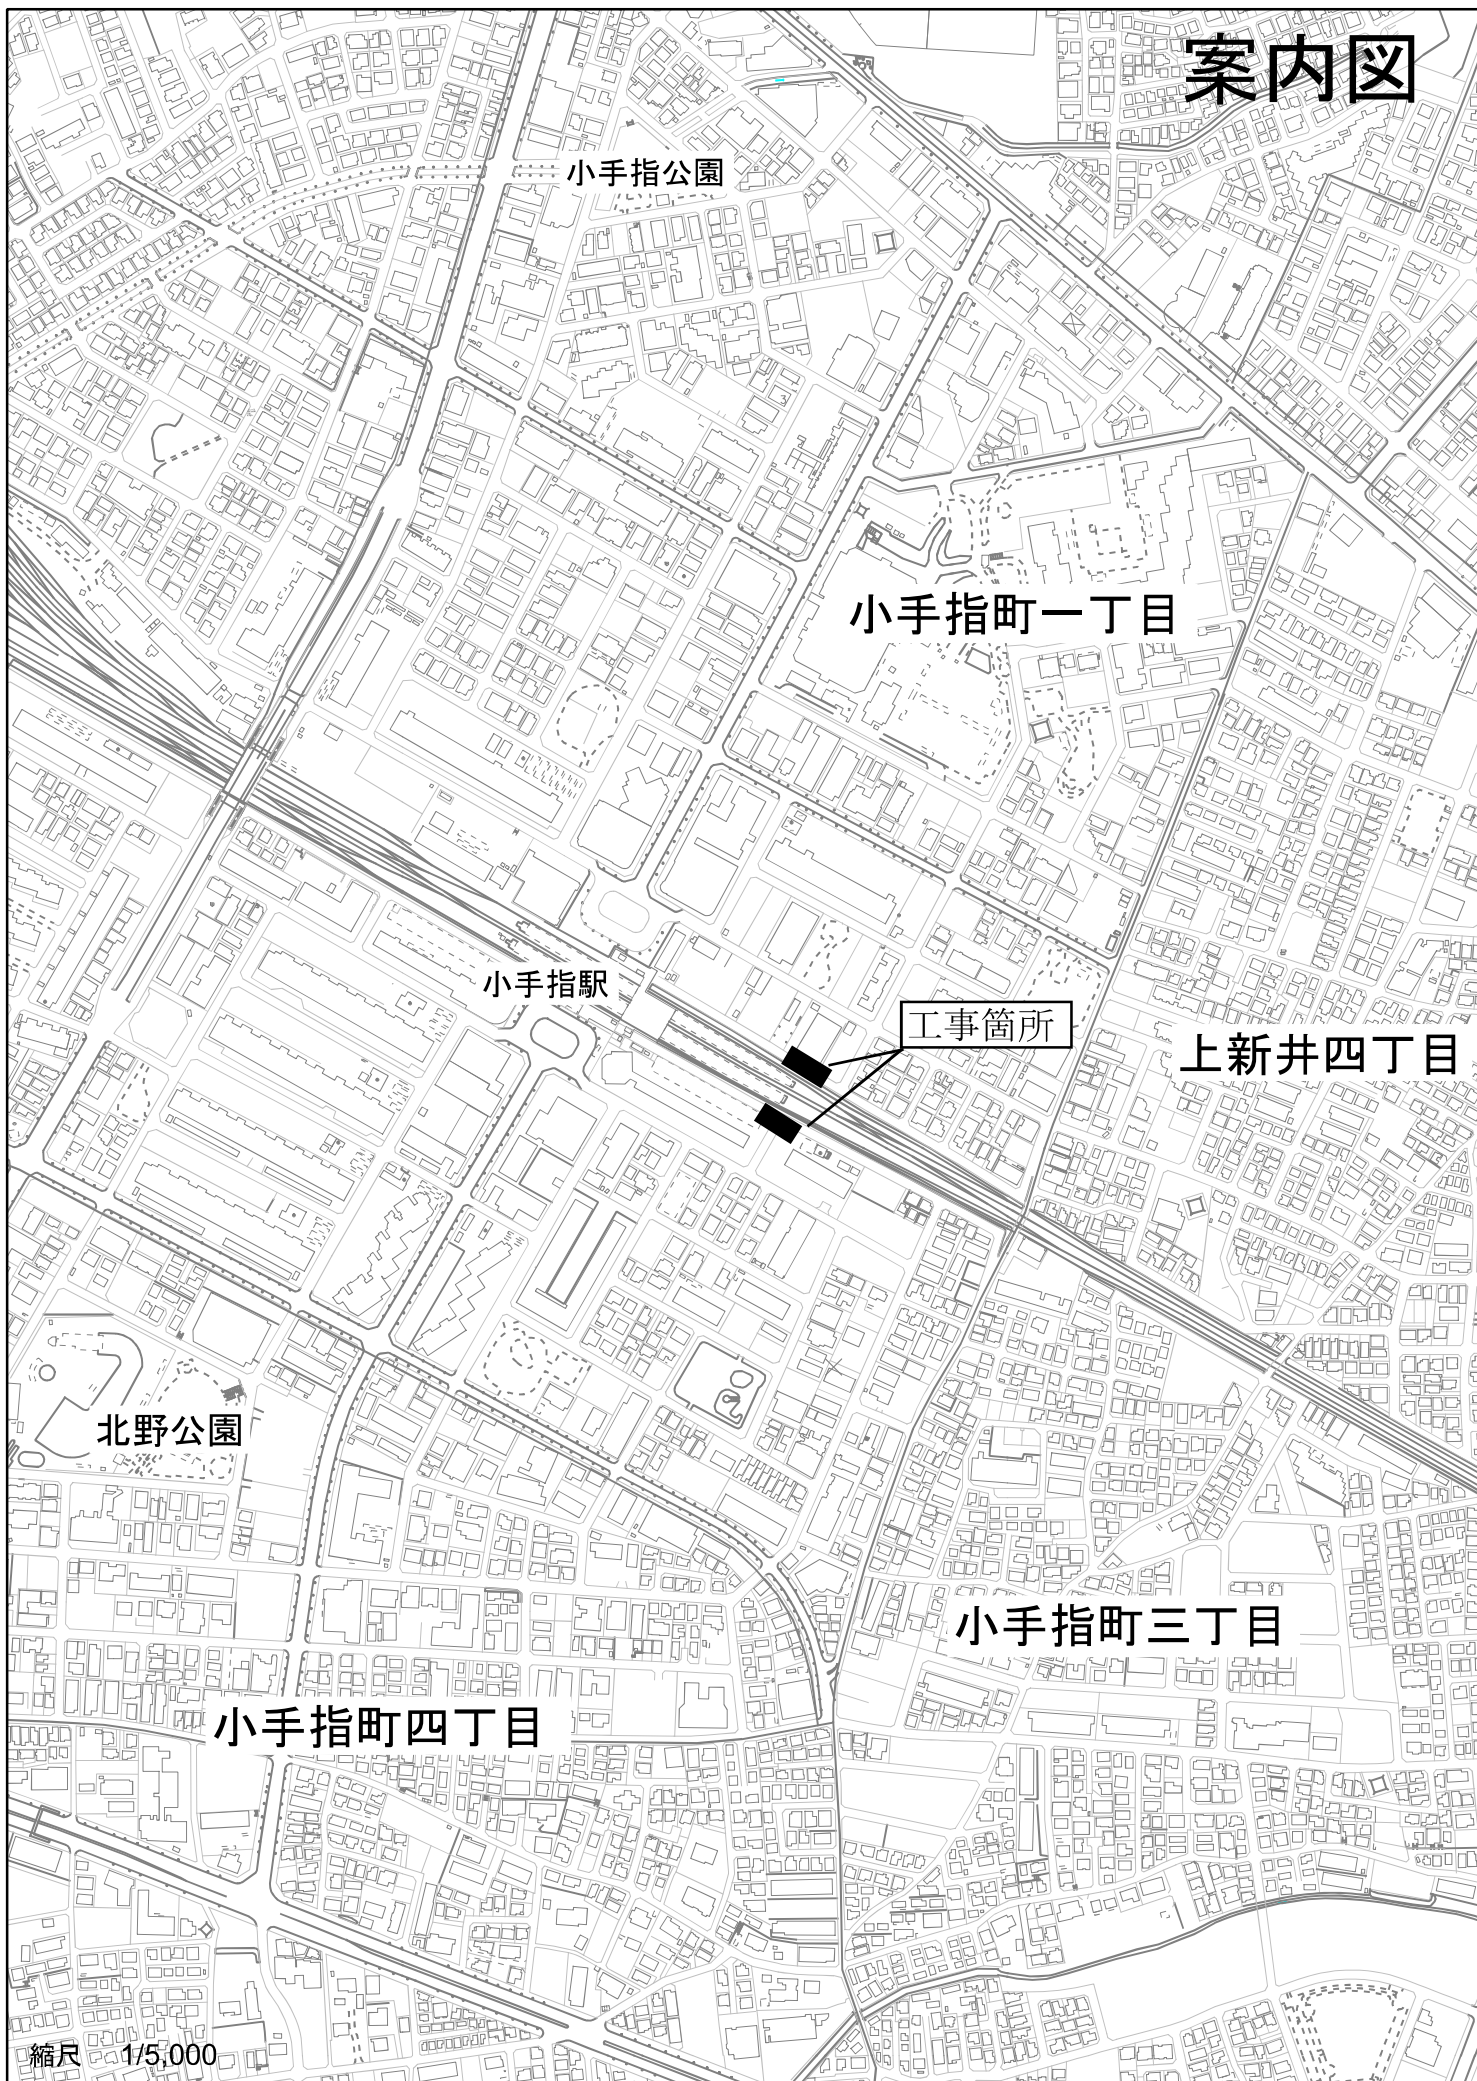 案内図
小手指公園
小手指町一丁目
小手指駅
工事箇所
上新井四丁目
北野公園
小手指町三丁目
小手指町四丁目
縮尺　1/5,000